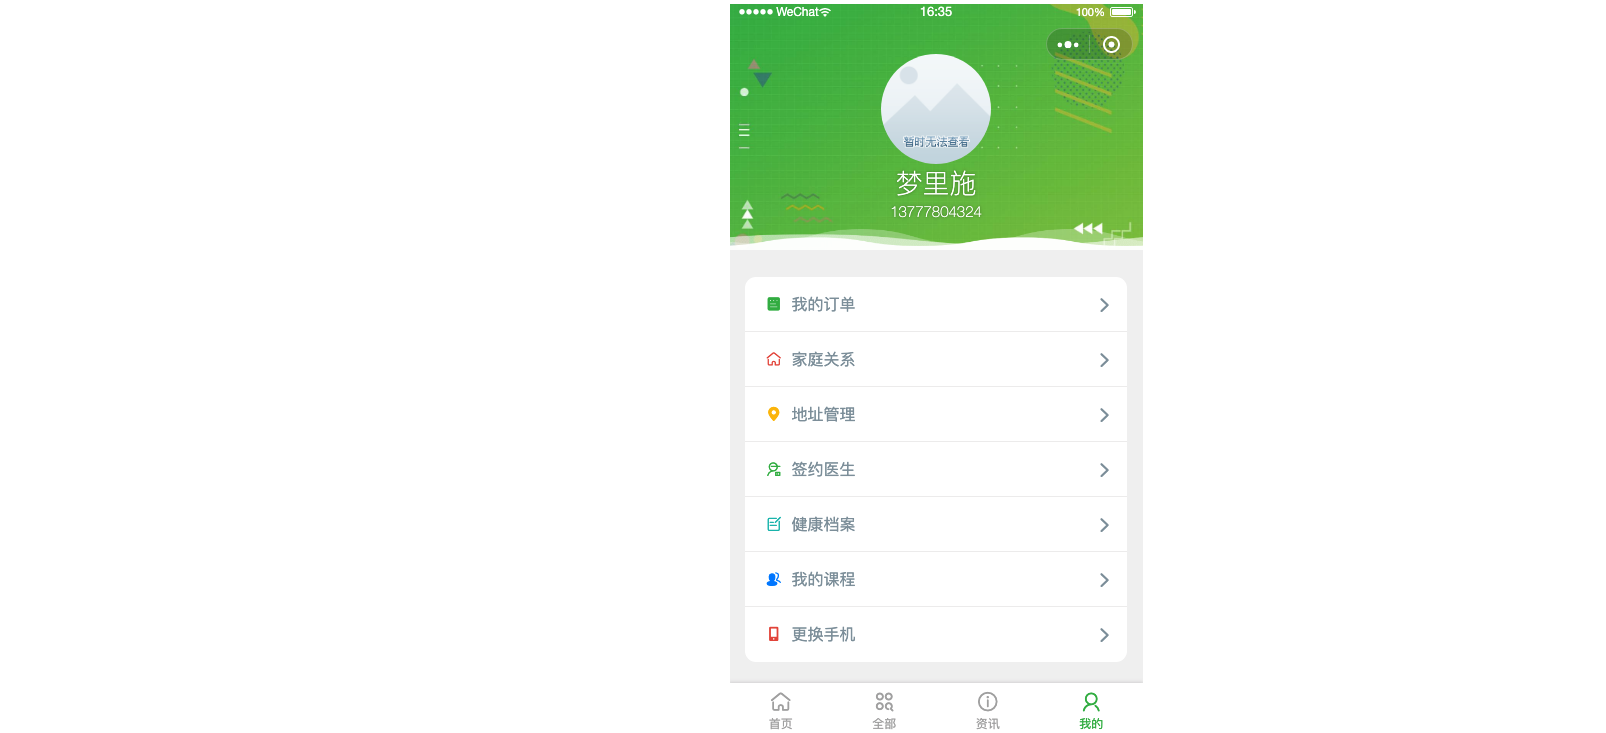 WeChat 16:35 100%
暂时无法查看
梦里施
13777804324
我的订单
家庭关系
地址管理
签约医生
健康档案
我的课程
更换手机
首页 全部 资讯 我的